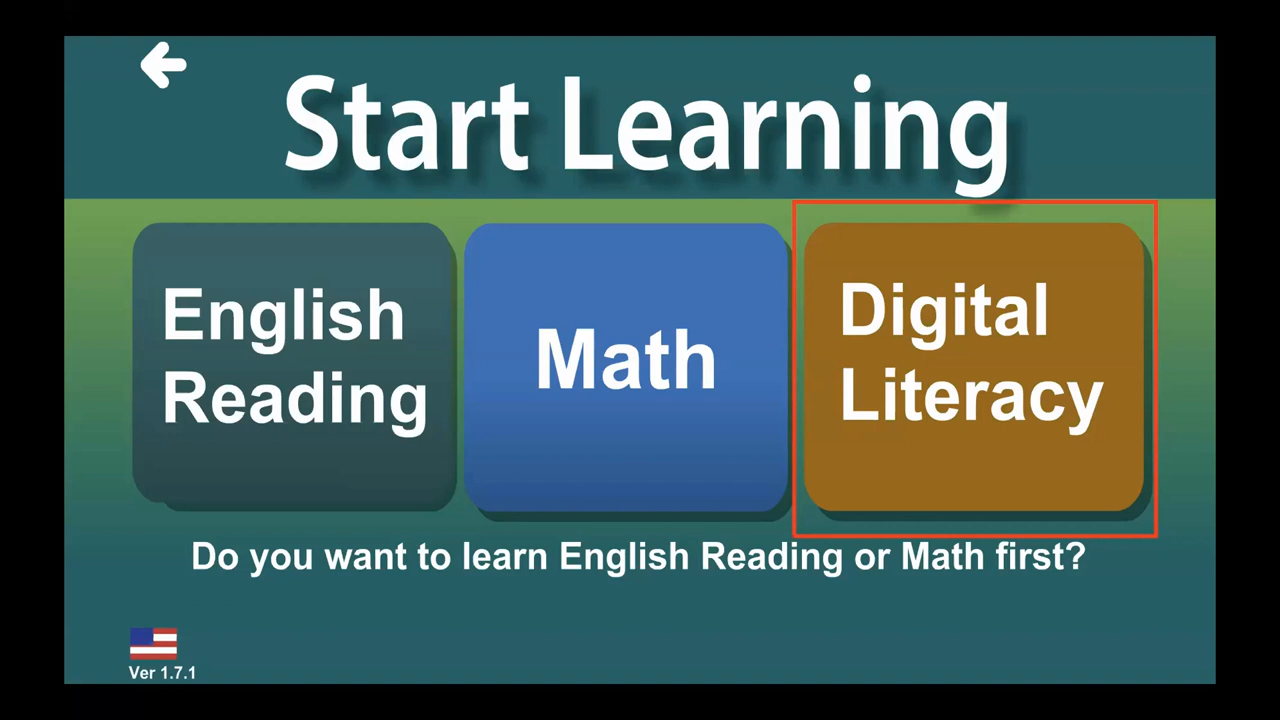 Start Learning
English
Reading
Math
Digital
Literacy
Do you want to learn English Reading or Math first?
Ver 1.7.1